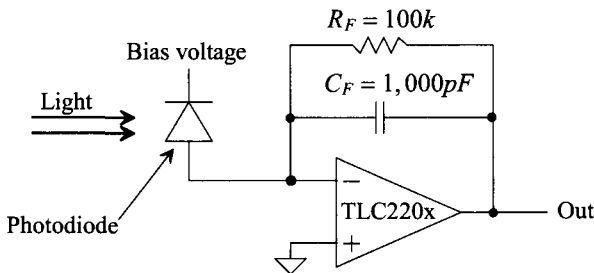 R_F = 100k
Bias voltage
C_F = 1,000pF
Light
−
TLC220x
Out
Photodiode
+